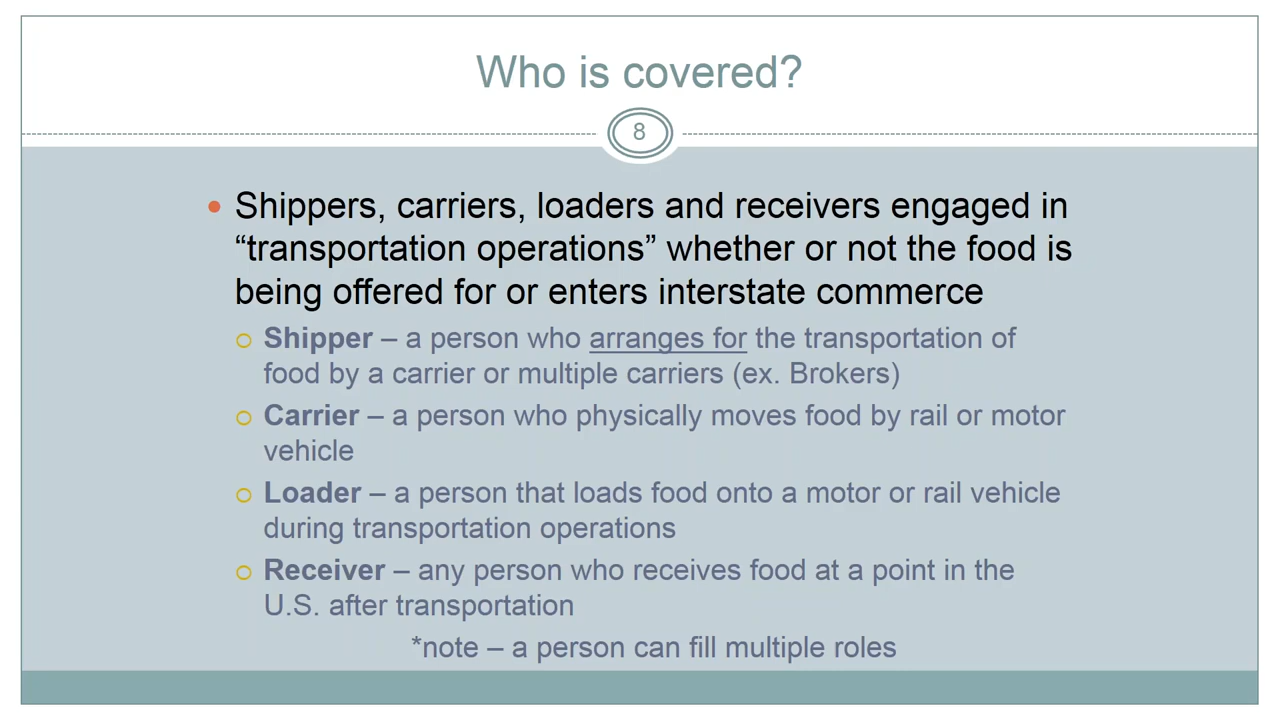 Who is covered?
8
Shippers, carriers, loaders and receivers engaged in
“transportation operations” whether or not the food is
being offered for or enters interstate commerce
Shipper – a person who arranges for the transportation of
food by a carrier or multiple carriers (ex. Brokers)
Carrier – a person who physically moves food by rail or motor
vehicle
Loader – a person that loads food onto a motor or rail vehicle
during transportation operations
Receiver – any person who receives food at a point in the
U.S. after transportation
*note – a person can fill multiple roles